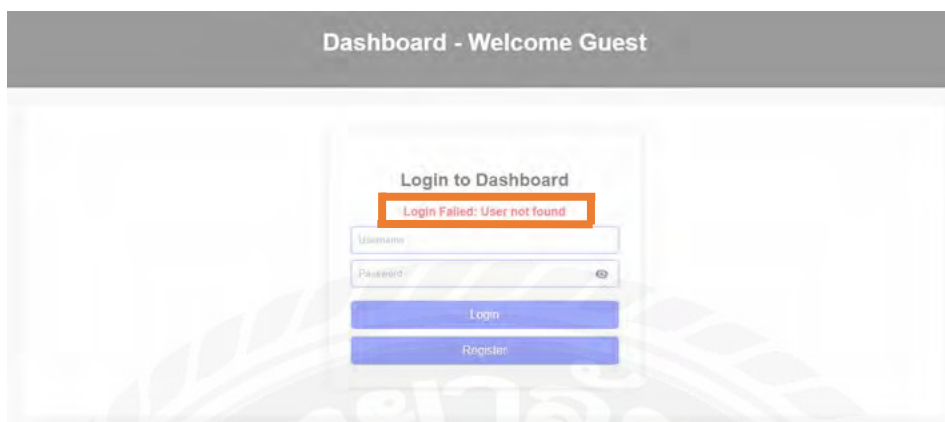 Dashboard - Welcome Guest
Login to Dashboard
Login Failed: User not found
Username
Password
Login
Register